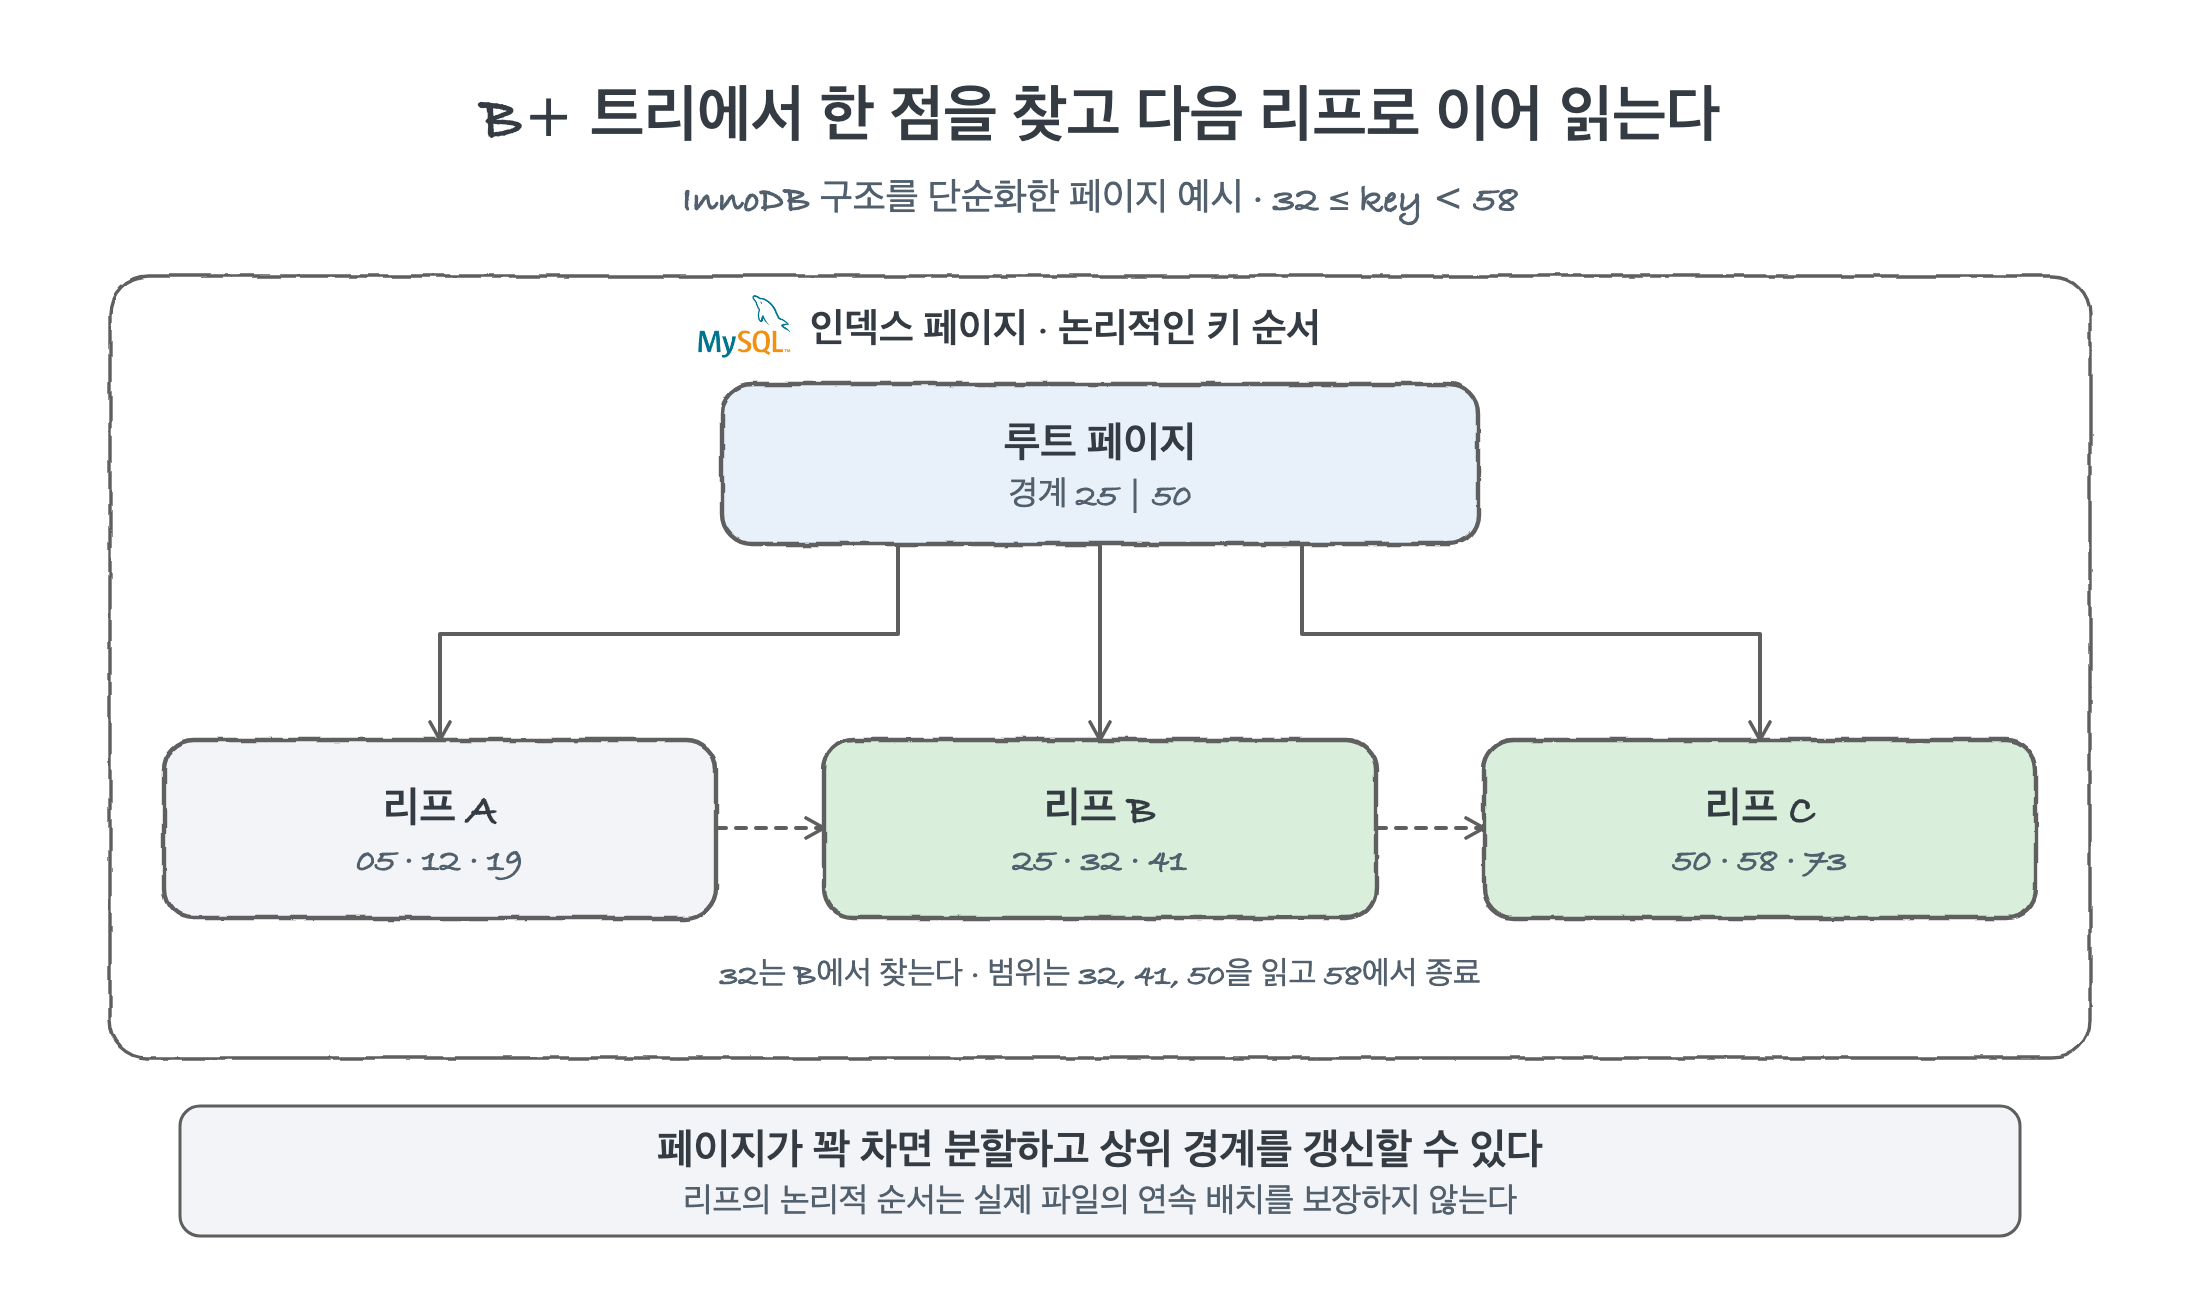 B+ 트리에서 한 점을 찾고 다음 리프로 이어 읽는다
InnoDB 구조를 단순화한 페이지 예시 · 32 ≤ key < 58
MySQL™ 인덱스 페이지 · 논리적인 키 순서
루트 페이지
경계 25 | 50
리프 A
05 · 12 · 19
리프 B
25 · 32 · 41
리프 C
50 · 58 · 73
32는 B에서 찾는다 · 범위는 32, 41, 50을 읽고 58에서 종료
페이지가 꽉 차면 분할하고 상위 경계를 갱신할 수 있다
리프의 논리적 순서는 실제 파일의 연속 배치를 보장하지 않는다